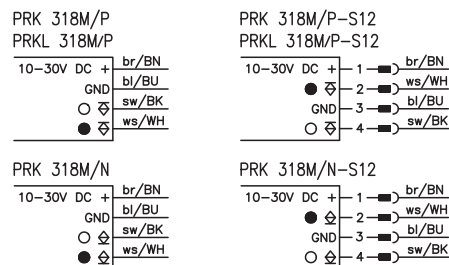 PRK 318M/P
PRKL 318M/P
10-30V DC + br/BN
GND bl/BU
sw/BK
ws/WH
PRK 318M/P-S12
PRKL 318M/P-S12
10-30V DC + 1 br/BN
2 ws/WH
GND 3 bl/BU
4 sw/BK
PRK 318M/N
10-30V DC + br/BN
GND bl/BU
sw/BK
ws/WH
PRK 318M/N-S12
10-30V DC + 1 br/BN
2 ws/WH
GND 3 bl/BU
4 sw/BK